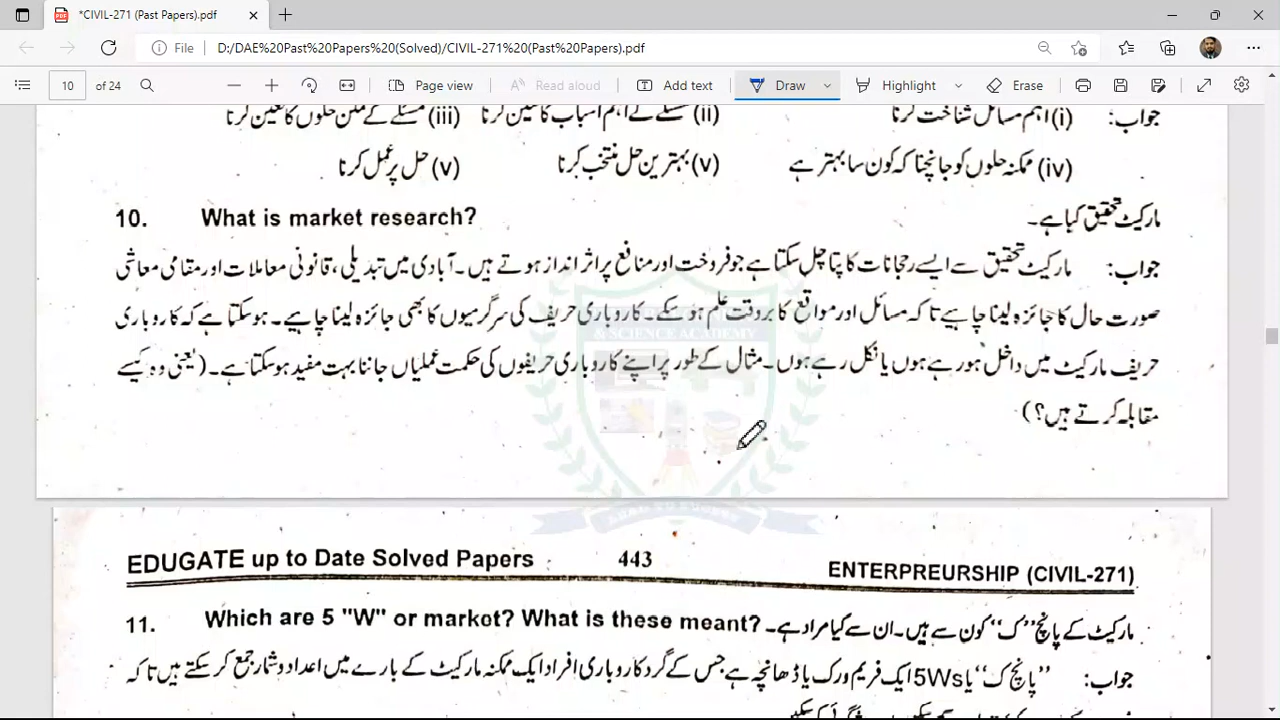 *CIVIL-271 (Past Papers).pdf
File D:/DAE%20Past%20Papers%20(Solved)/CIVIL-271%20(Past%20Papers).pdf
10 of 24 Page view Read aloud Add text Draw Highlight Erase
جواب: (i) اہم مسائل شناخت کرنا (ii) مسئلے کے اہم اسباب کا تعین کرنا (iii) مسئلے کے ممکن حلوں کا تعین کرنا
(iv) ممکنہ حلوں کو جانچنا کہ کون سا بہتر ہے (v) بہترین حل منتخب کرنا (v) حل پر عمل کرنا
10. What is market research? مارکیٹ تحقیق کیا ہے۔
جواب: مارکیٹ تحقیق سے ایسے رجحانات کا پتا چل سکتا ہے جو فروخت اور منافع پر اثر انداز ہوتے ہیں۔ آبادی میں تبدیلی، قانونی معاملات اور مقامی معاشی
صورت حال کا جائزہ لینا چاہیے تاکہ مسائل اور مواقع کا بروقت علم ہو سکے۔ کاروباری حریف کی سرگرمیوں کا بھی جائزہ لینا چاہیے۔ ہو سکتا ہے کہ کاروباری
حریف مارکیٹ میں داخل ہو رہے ہوں یا نکل رہے ہوں۔ مثال کے طور پر اپنے کاروباری حریفوں کی حکمت عملیاں جاننا بہت مفید ہو سکتا ہے۔ (یعنی وہ کیسے
مقابلہ کرتے ہیں؟)
& SCIENCE ACADEMY
EDUGATE up to Date Solved Papers 443 ENTERPREURSHIP (CIVIL-271)
11. Which are 5 "W" or market? What is these meant? مارکیٹ کے پانچ "ک" کون سے ہیں۔ ان سے کیا مراد ہے۔
جواب: "پانچ ک" یا 5Ws ایک فریم ورک یا ڈھانچہ ہے جس کے گرد کاروباری افراد ایک ممکنہ مارکیٹ کے بارے میں اعداد و شمار جمع کر سکتے ہیں تاکہ